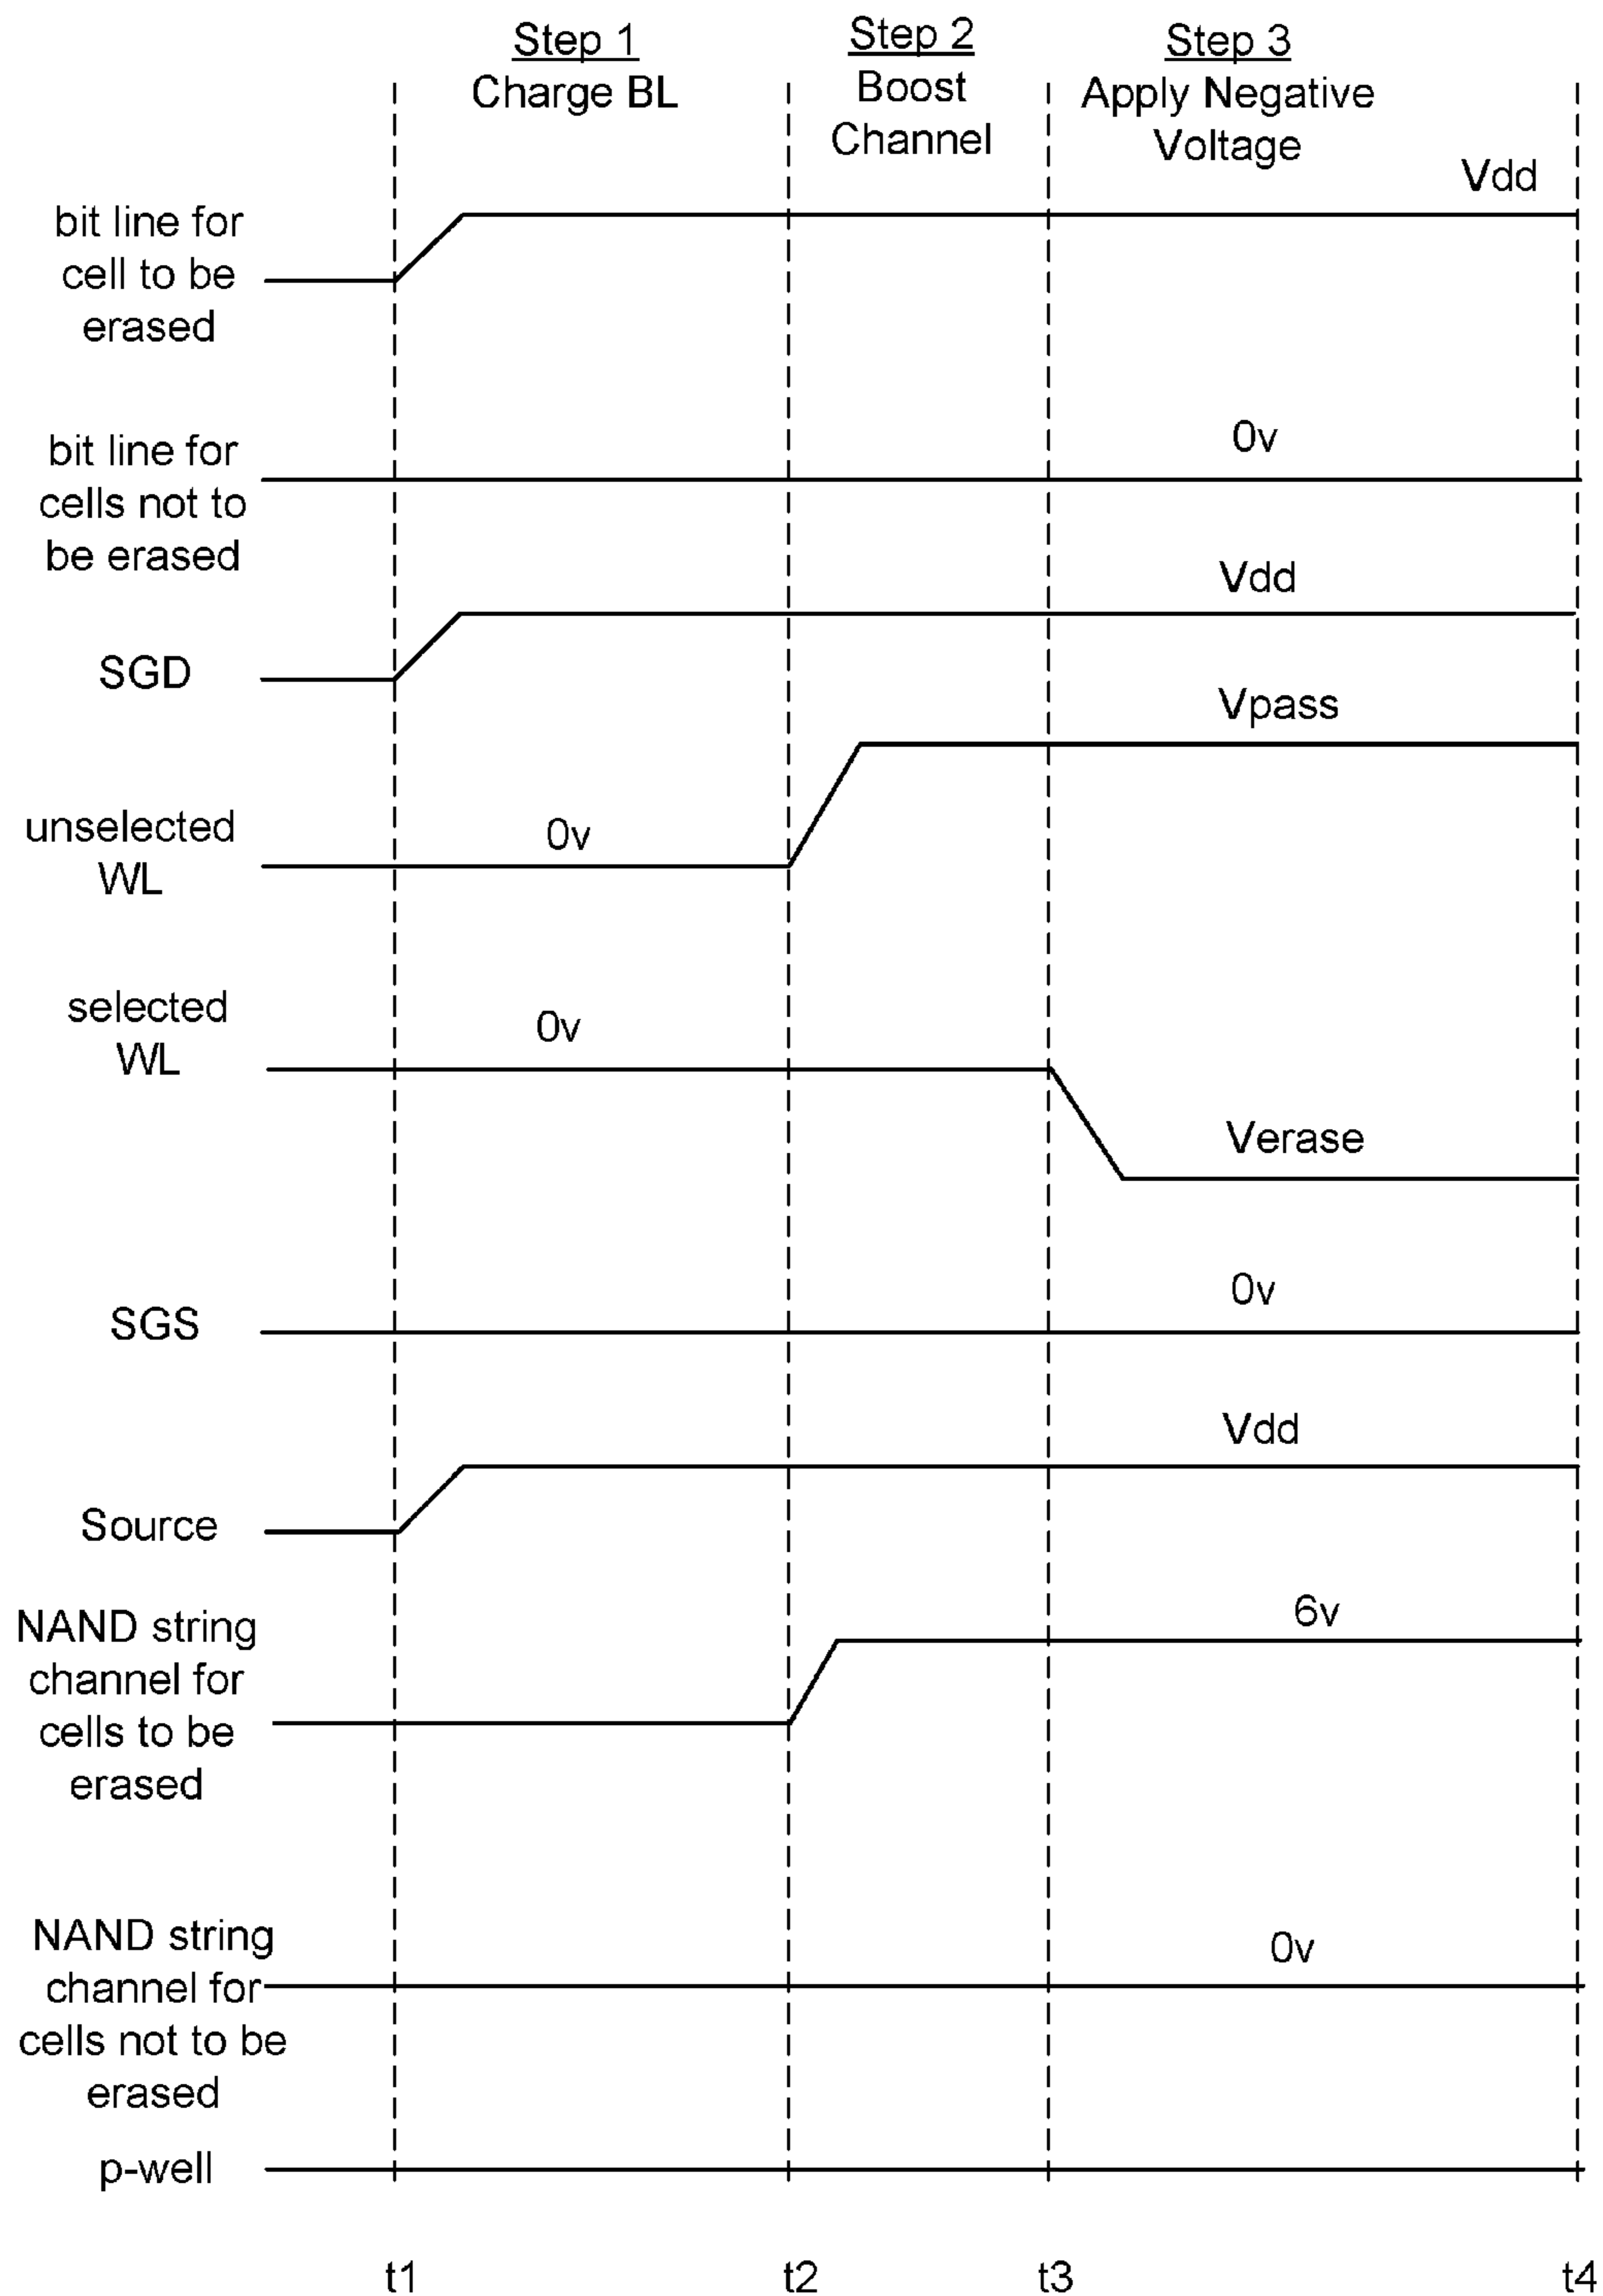 Step 1
Charge BL
Step 2
Boost
Channel
Step 3
Apply Negative
Voltage
Vdd
bit line for
cell to be
erased
0v
bit line for
cells not to
be erased
Vdd
SGD
Vpass
unselected
WL
0v
selected
WL
0v
Verase
SGS
0v
Vdd
Source
6v
NAND string
channel for
cells to be
erased
NAND string
channel for
cells not to be
erased
0v
p-well
t1
t2
t3
t4